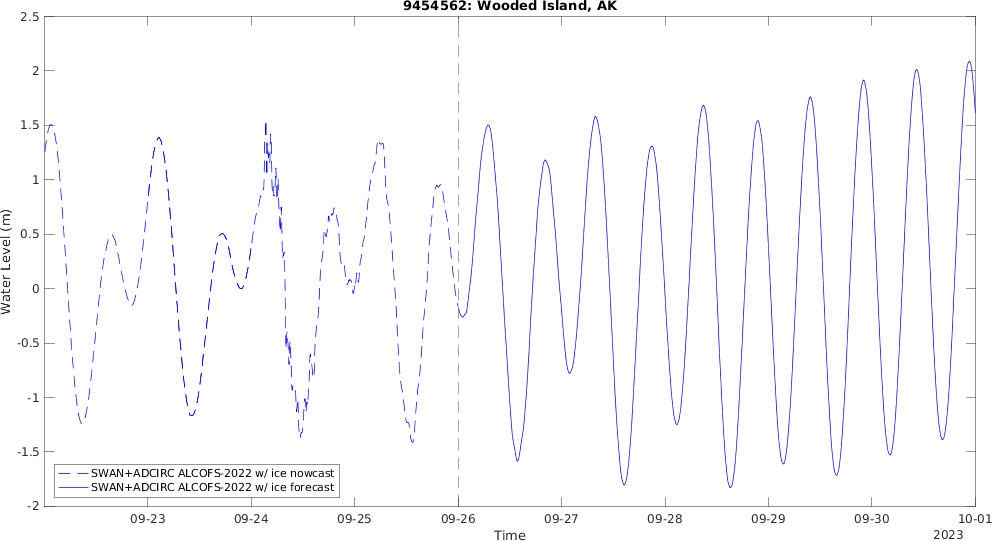 9454562: Wooded Island, AK
2.5
2
1.5
1
0.5
0
-0.5
-1
-1.5
-2
Water Level (m)
SWAN+ADCIRC ALCOFS-2022 w/ ice nowcast
SWAN+ADCIRC ALCOFS-2022 w/ ice forecast
09-23 09-24 09-25 09-26 09-27 09-28 09-29 09-30 10-01
Time
2023